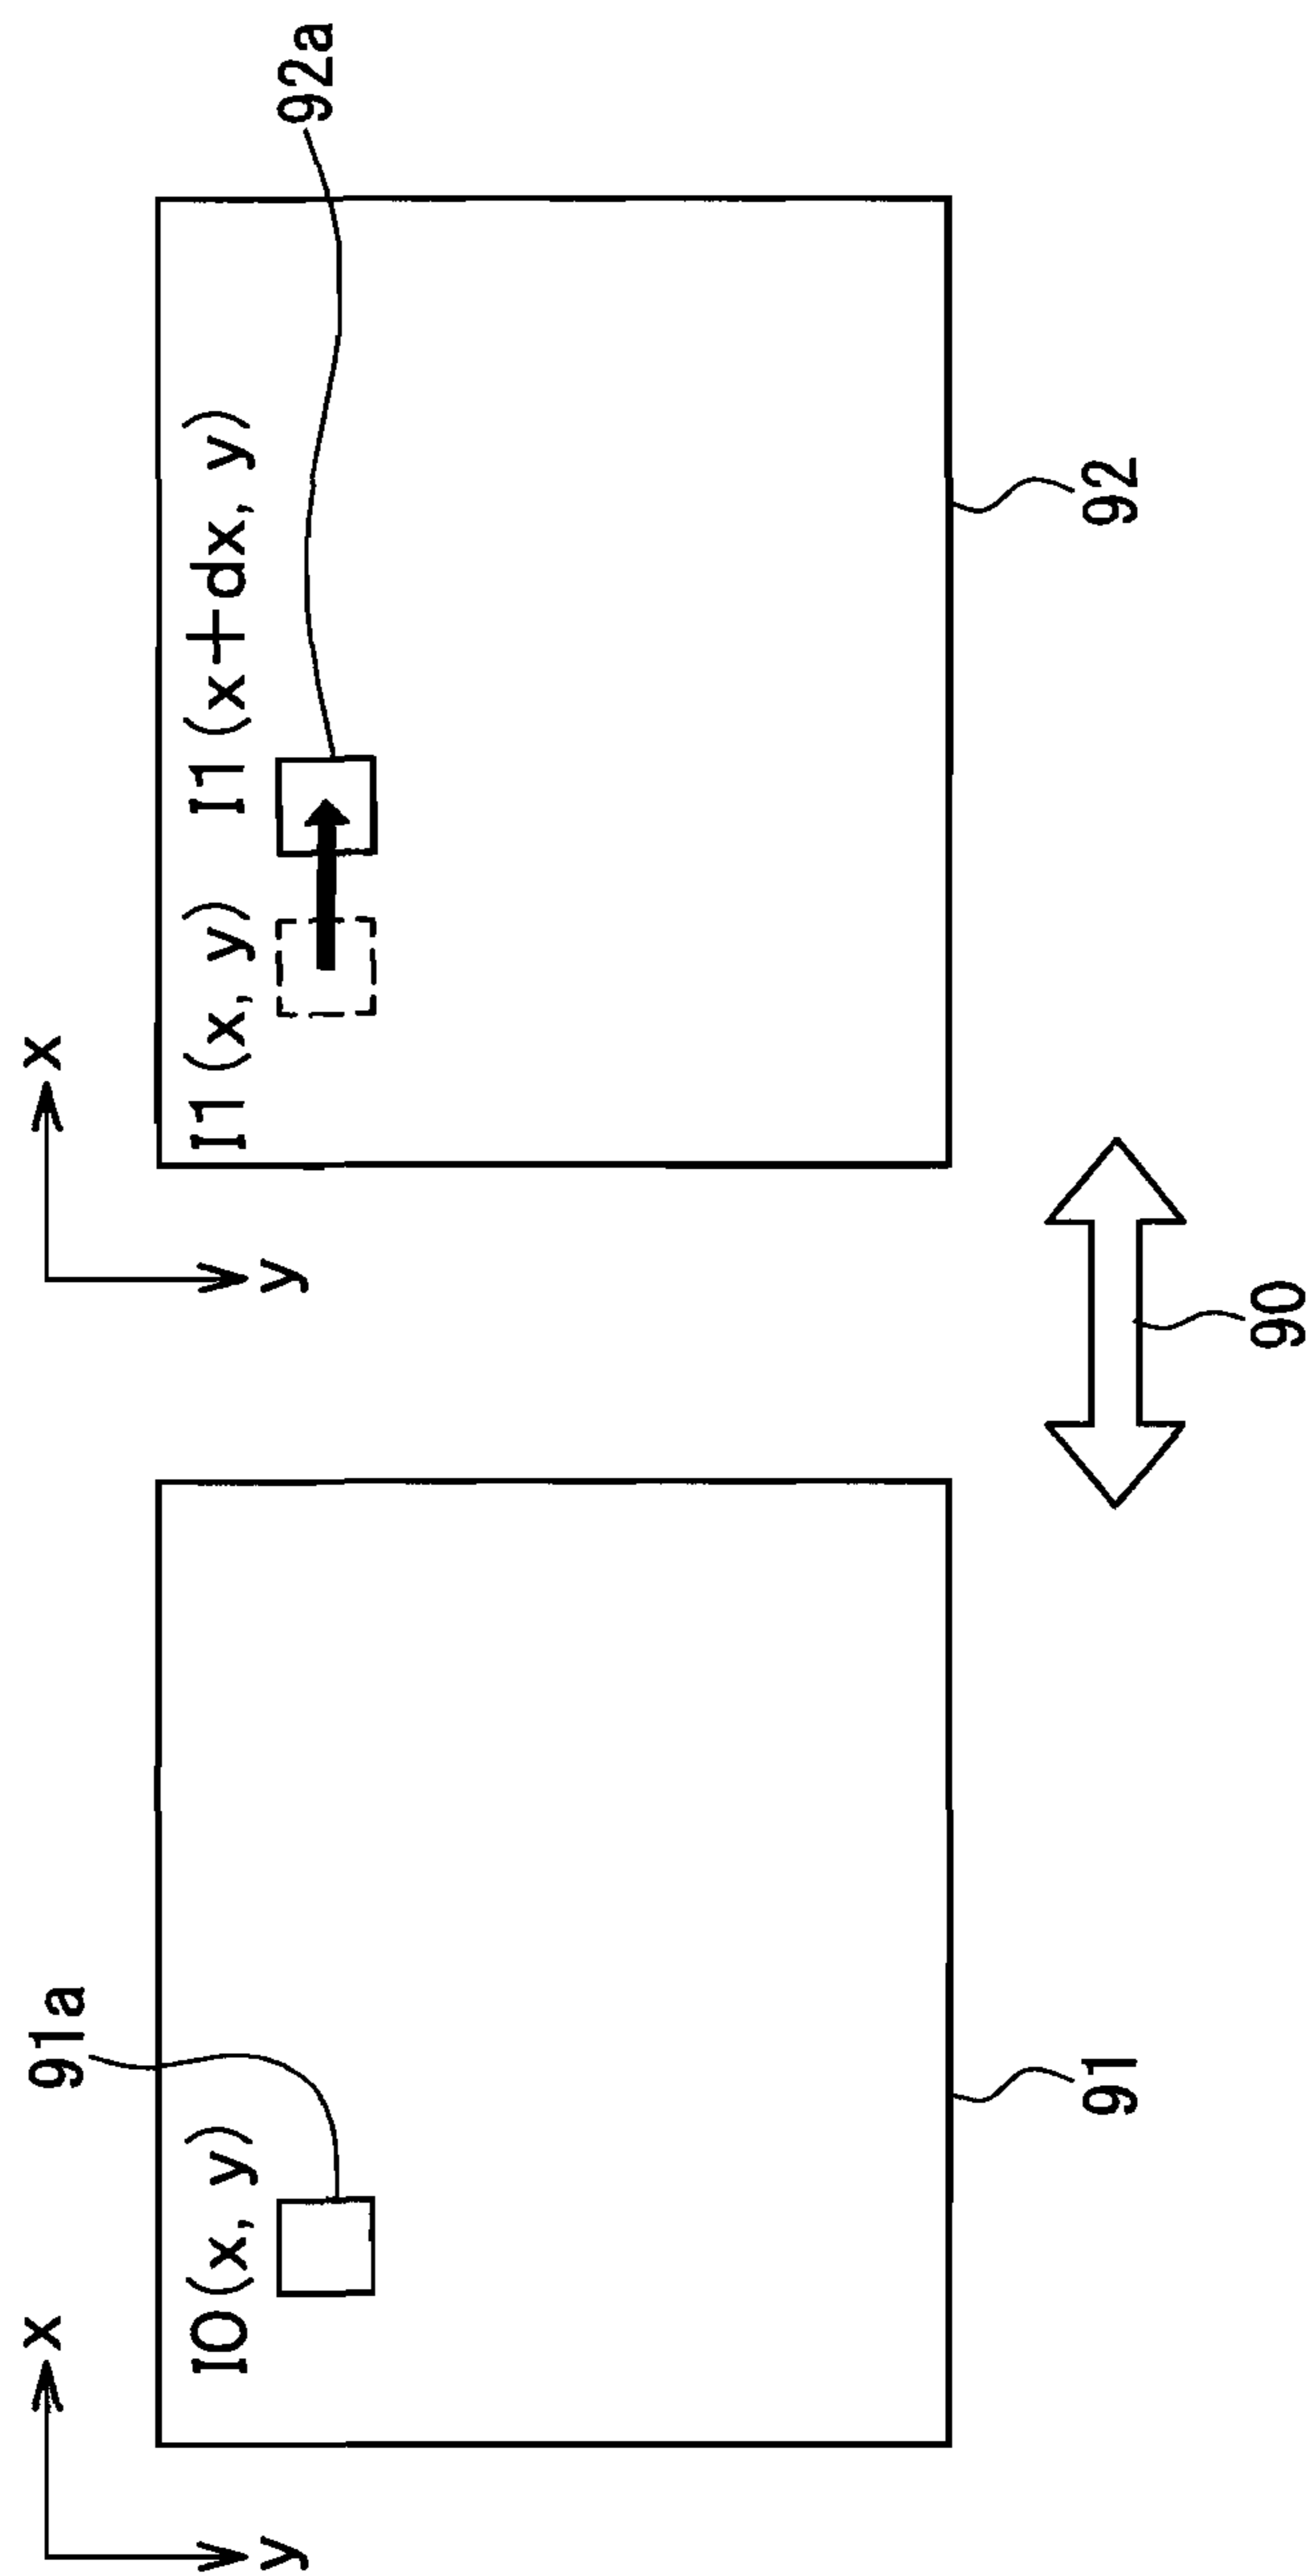 x
y
91a
I0(x, y)
91
x
y
I1(x, y)
I1(x+dx, y)
92a
92
90